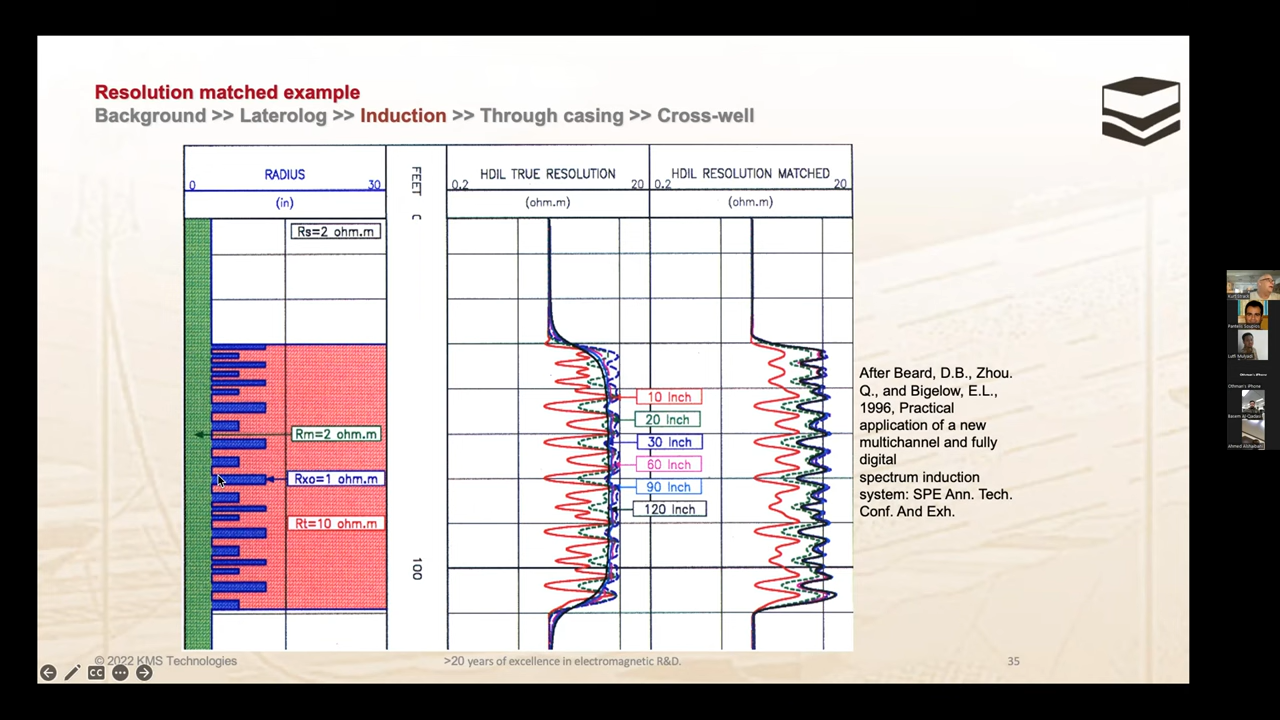 Resolution matched example
Background >> Laterolog >> Induction >> Through casing >> Cross-well
RADIUS
0 30
(in)
FEET
HDIL TRUE RESOLUTION
0.2 20
(ohm.m)
HDIL RESOLUTION MATCHED
0.2 20
(ohm.m)
Rs=2 ohm.m
Rm=2 ohm.m
Rxo=1 ohm.m
Rt=10 ohm.m
100
10 Inch
20 Inch
30 Inch
60 Inch
90 Inch
120 Inch
After Beard, D.B., Zhou.
Q., and Bigelow, E.L.,
1996, Practical
application of a new
multichannel and fully
digital
spectrum induction
system: SPE Ann. Tech.
Conf. And Exh.
© 2022 KMS Technologies
>20 years of excellence in electromagnetic R&D.
35
CC